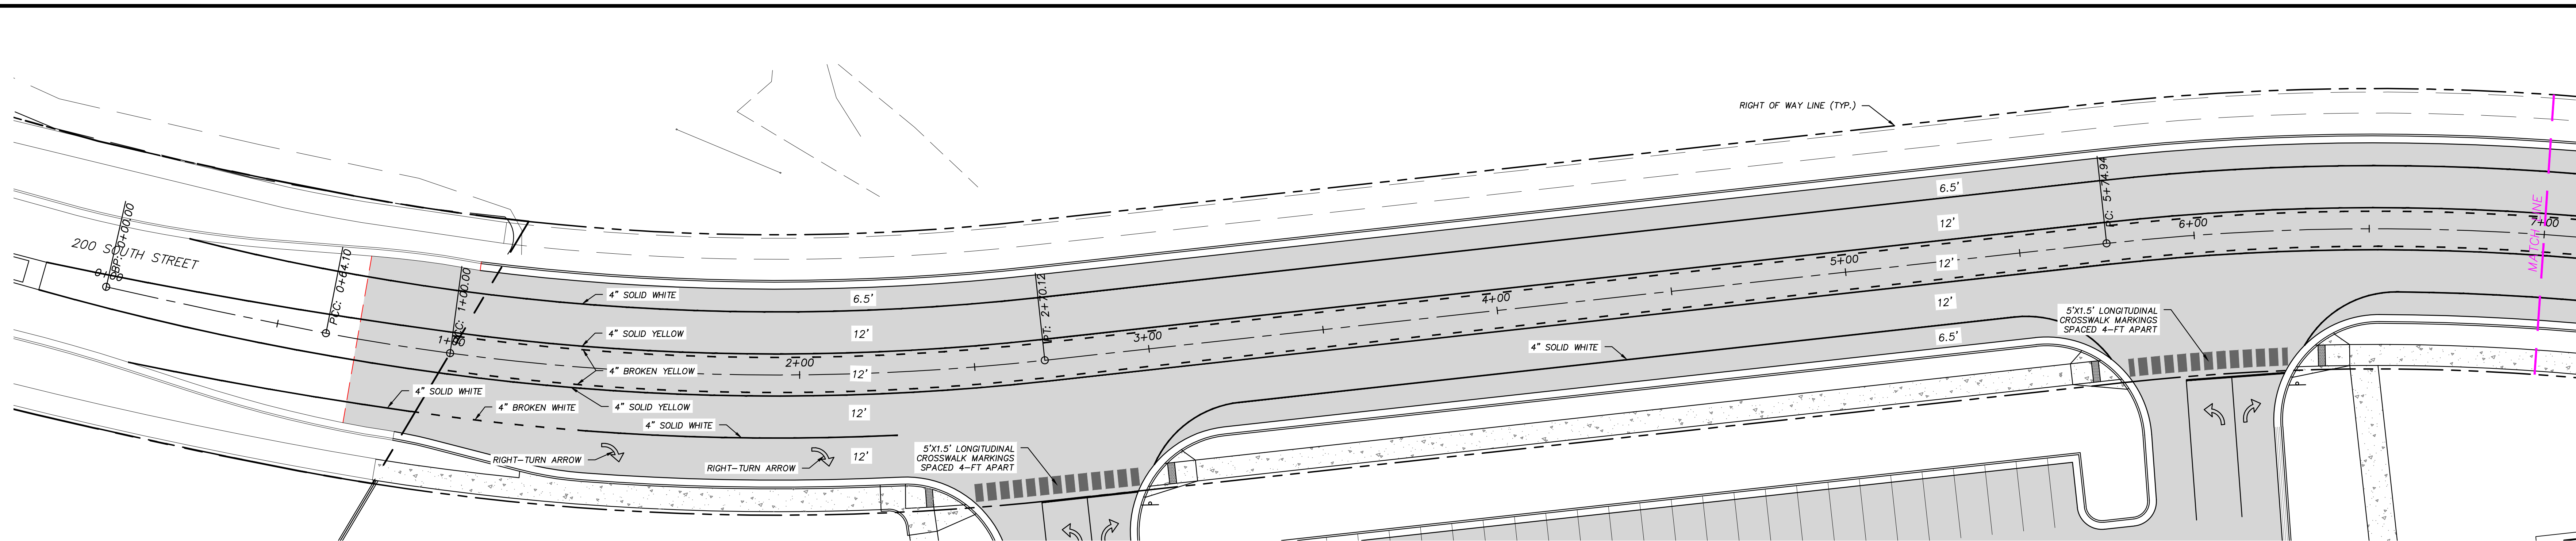 RIGHT OF WAY LINE (TYP.)
200 SOUTH STREET
BP: 0+00.00
0+00
PCC: 0+64.10
PCC: 1+00.00
1+00
4" SOLID WHITE
4" SOLID YELLOW
4" BROKEN YELLOW
4" SOLID YELLOW
4" SOLID WHITE
4" BROKEN WHITE
4" SOLID WHITE
RIGHT-TURN ARROW
RIGHT-TURN ARROW
2+00
6.5'
12'
12'
12'
12'
5'X1.5' LONGITUDINAL
CROSSWALK MARKINGS
SPACED 4-FT APART
PT: 2+70.12
3+00
4+00
4" SOLID WHITE
5+00
6.5'
12'
12'
12'
6.5'
PC: 5+74.94
6+00
5'X1.5' LONGITUDINAL
CROSSWALK MARKINGS
SPACED 4-FT APART
MATCH LINE
7+00